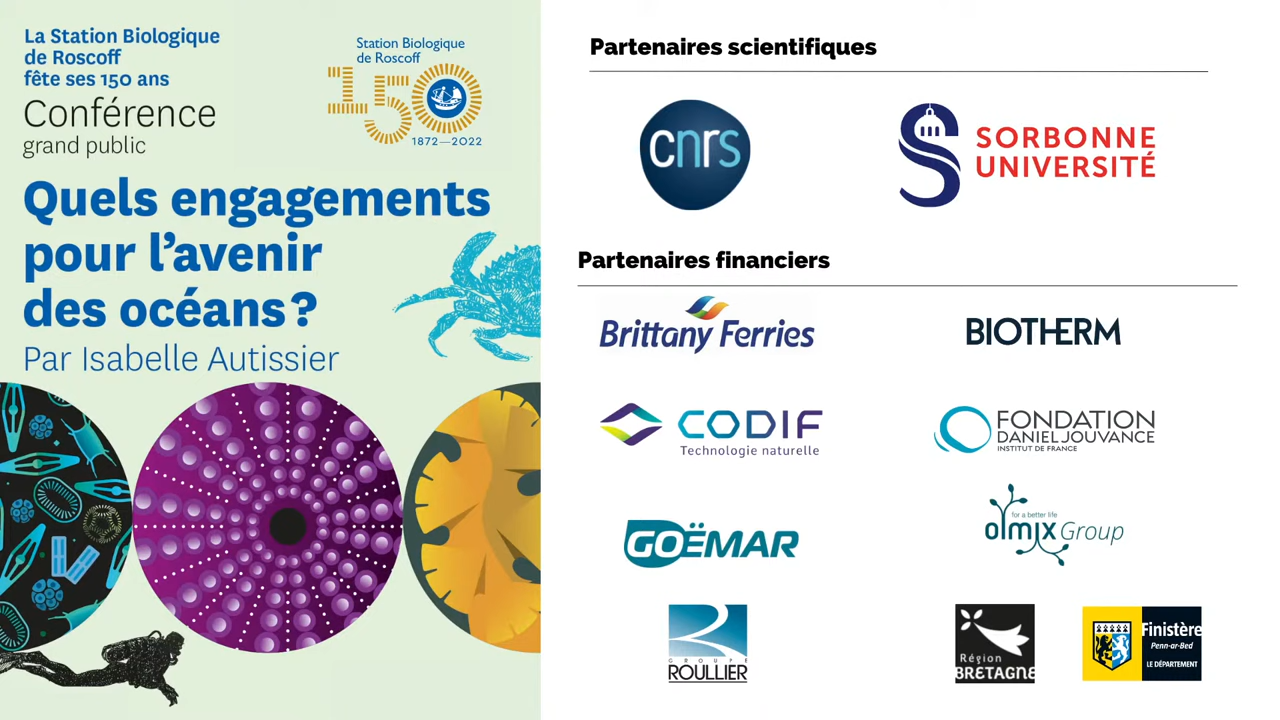 La Station Biologique
de Roscoff
fête ses 150 ans
Conférence
grand public
Station Biologique
de Roscoff
150
1872—2022
Quels engagements
pour l'avenir
des océans ?
Par Isabelle Autissier
Partenaires scientifiques
cnrs
SORBONNE
UNIVERSITÉ
Partenaires financiers
Brittany Ferries
BIOTHERM
CODIF
Technologie naturelle
FONDATION
DANIEL JOUVANCE
INSTITUT DE FRANCE
GOËMAR
for a better life
olmix Group
GROUPE
ROULLIER
Région
BRETAGNE
Finistère
Penn-ar-Bed
LE DÉPARTEMENT